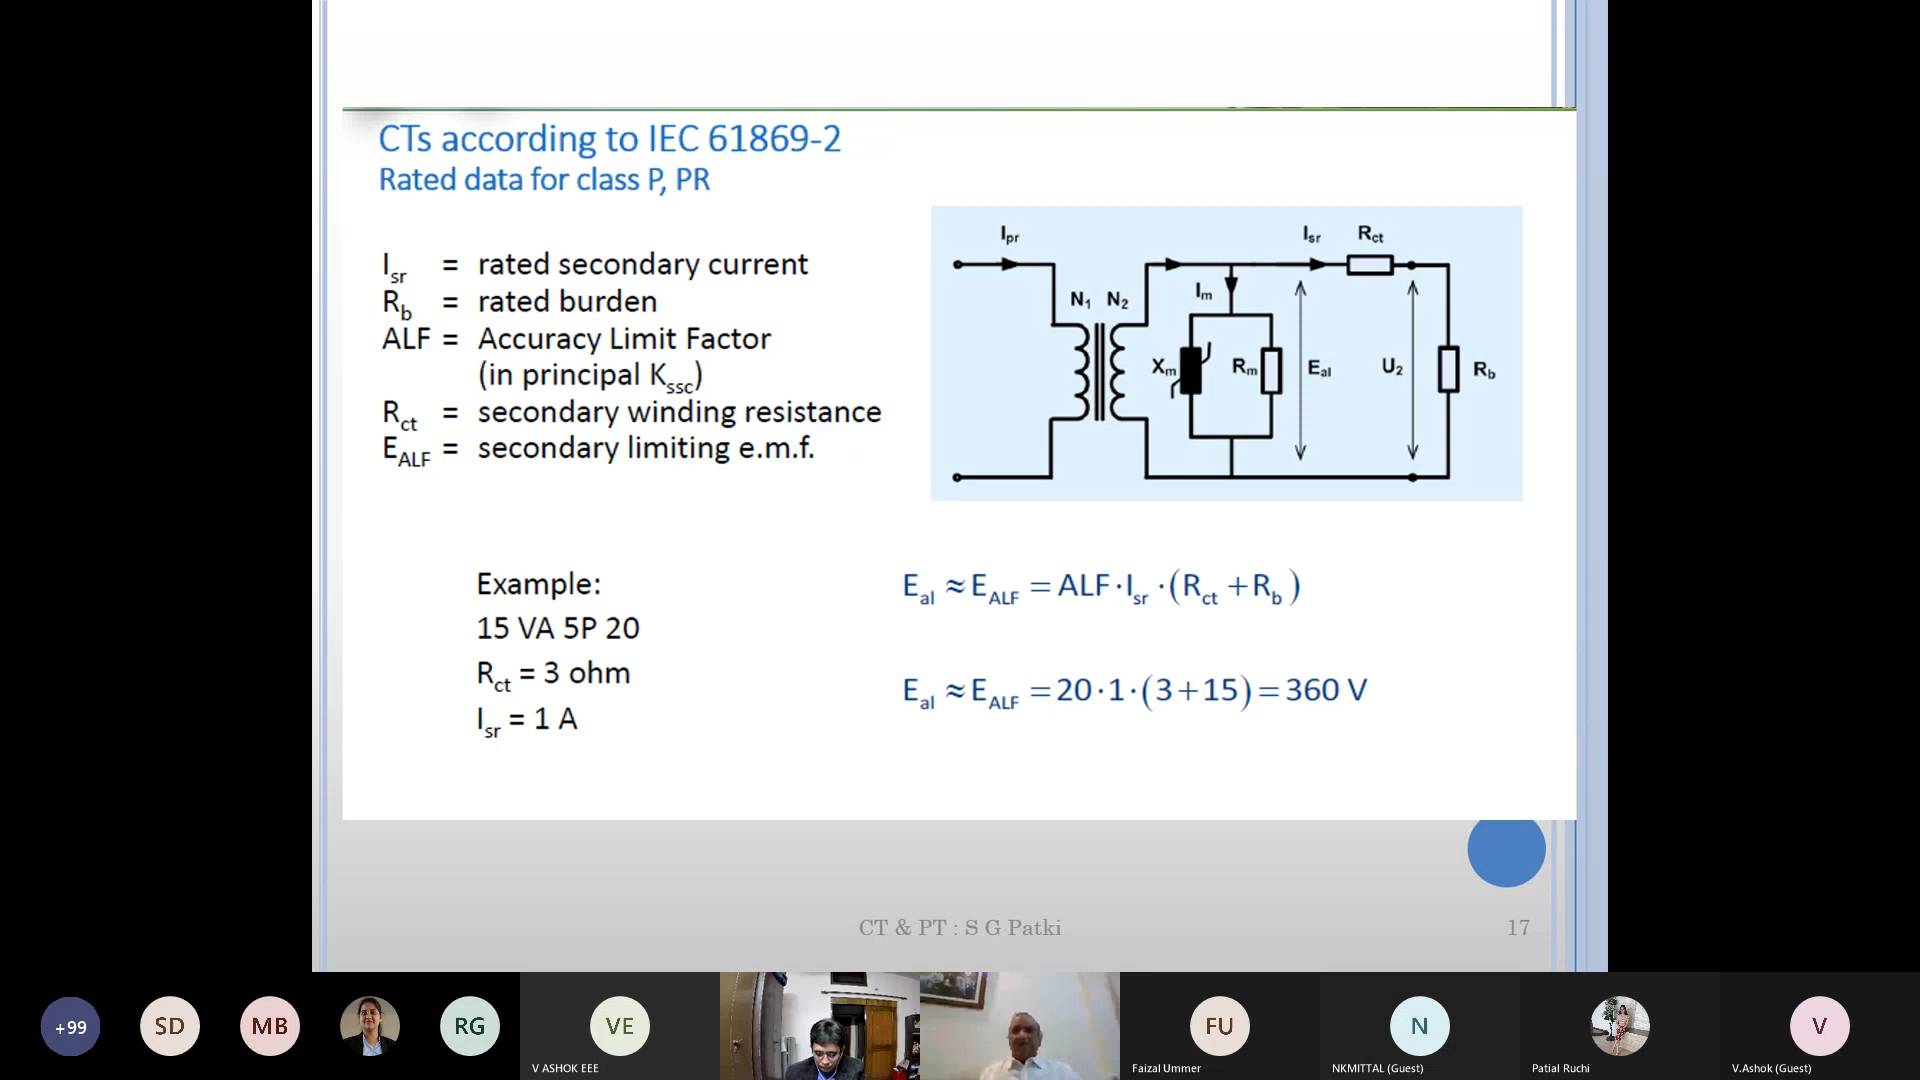 CTs according to IEC 61869-2
Rated data for class P, PR
Isr = rated secondary current
Rb = rated burden
ALF = Accuracy Limit Factor
(in principal Kssc)
Rct = secondary winding resistance
EALF = secondary limiting e.m.f.
Ipr
Isr
Rct
N1 N2
Im
Xm
Rm
Eal
U2
Rb
Example:
15 VA 5P 20
Rct = 3 ohm
Isr = 1 A
Eal ≈ EALF = ALF·Isr·(Rct + Rb)
Eal ≈ EALF = 20·1·(3+15) = 360 V
CT & PT : S G Patki
17
+99
SD
MB
RG
VE
V ASHOK EEE
FU
Faizal Ummer
N
NKMITTAL (Guest)
Patial Ruchi
V
V.Ashok (Guest)